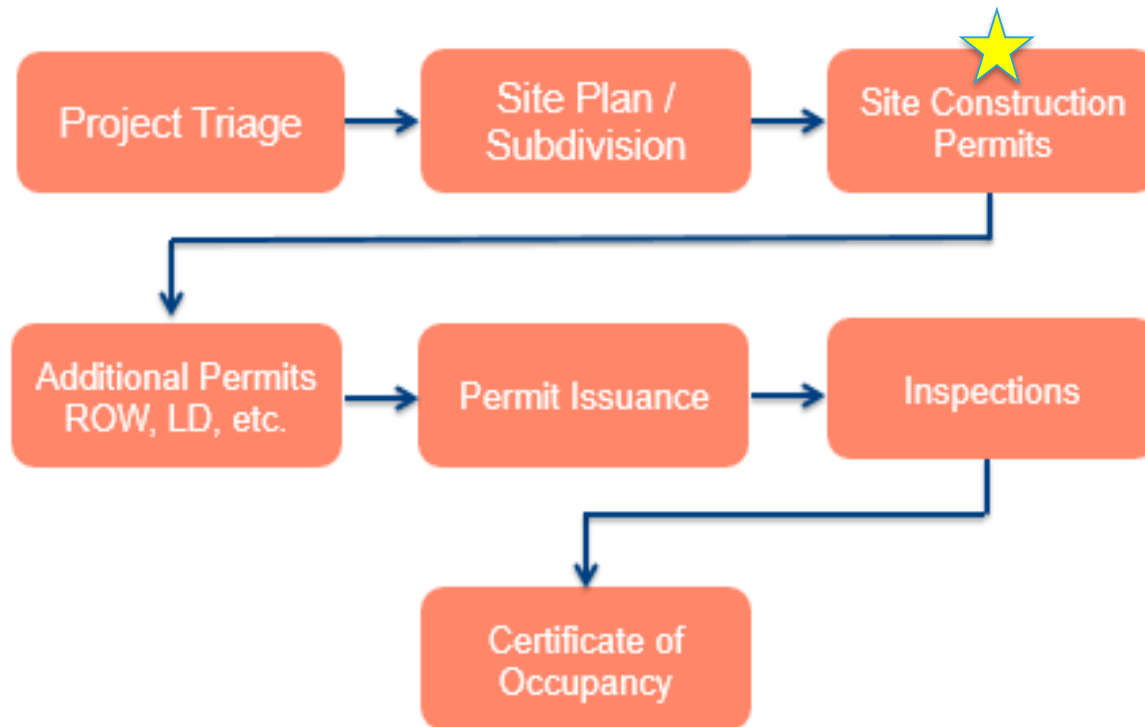 Project Triage
Site Plan /
Subdivision
Site Construction
Permits
Additional Permits
ROW, LD, etc.
Permit Issuance
Inspections
Certificate of
Occupancy